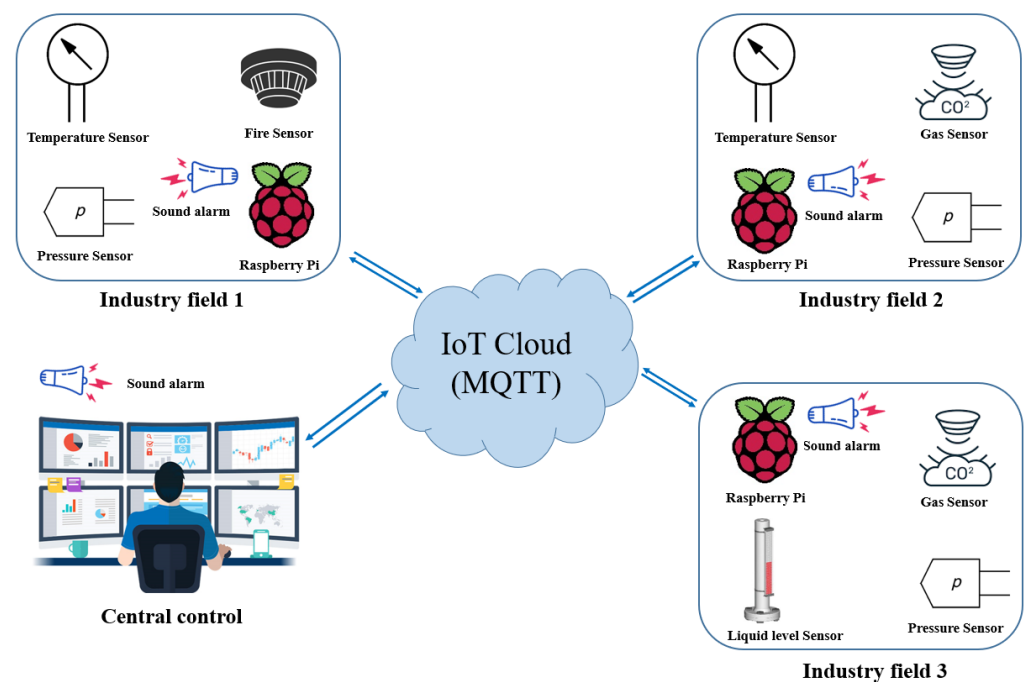 Temperature Sensor
Fire Sensor
Sound alarm
p
Pressure Sensor
Raspberry Pi
Industry field 1
Temperature Sensor
CO²
Gas Sensor
Sound alarm
Raspberry Pi
p
Pressure Sensor
Industry field 2
IoT Cloud
(MQTT)
Sound alarm
Central control
Raspberry Pi
Sound alarm
CO²
Gas Sensor
Liquid level Sensor
p
Pressure Sensor
Industry field 3